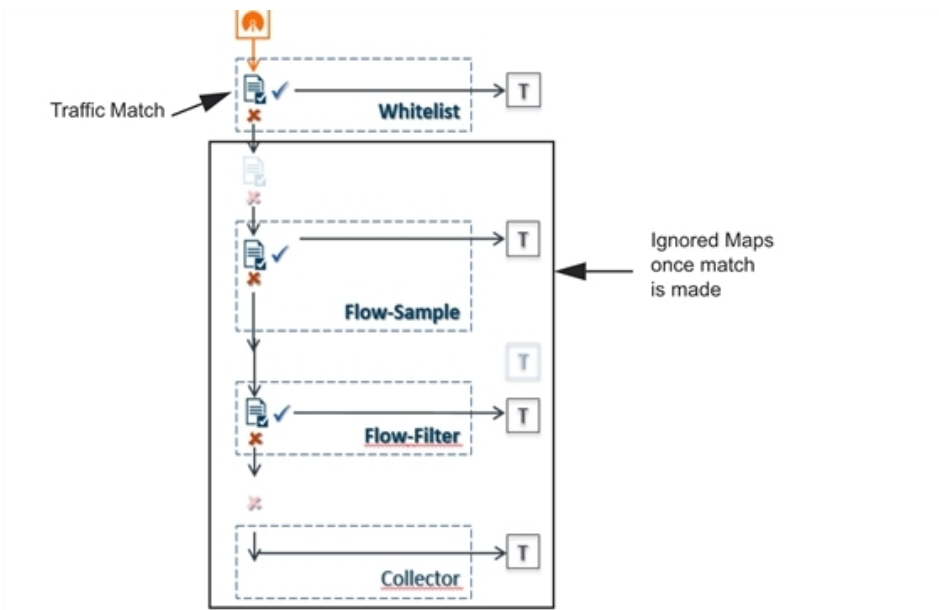 Traffic Match
T
Whitelist
T
Ignored Maps
once match
is made
Flow-Sample
T
T
Flow-Filter
T
Collector